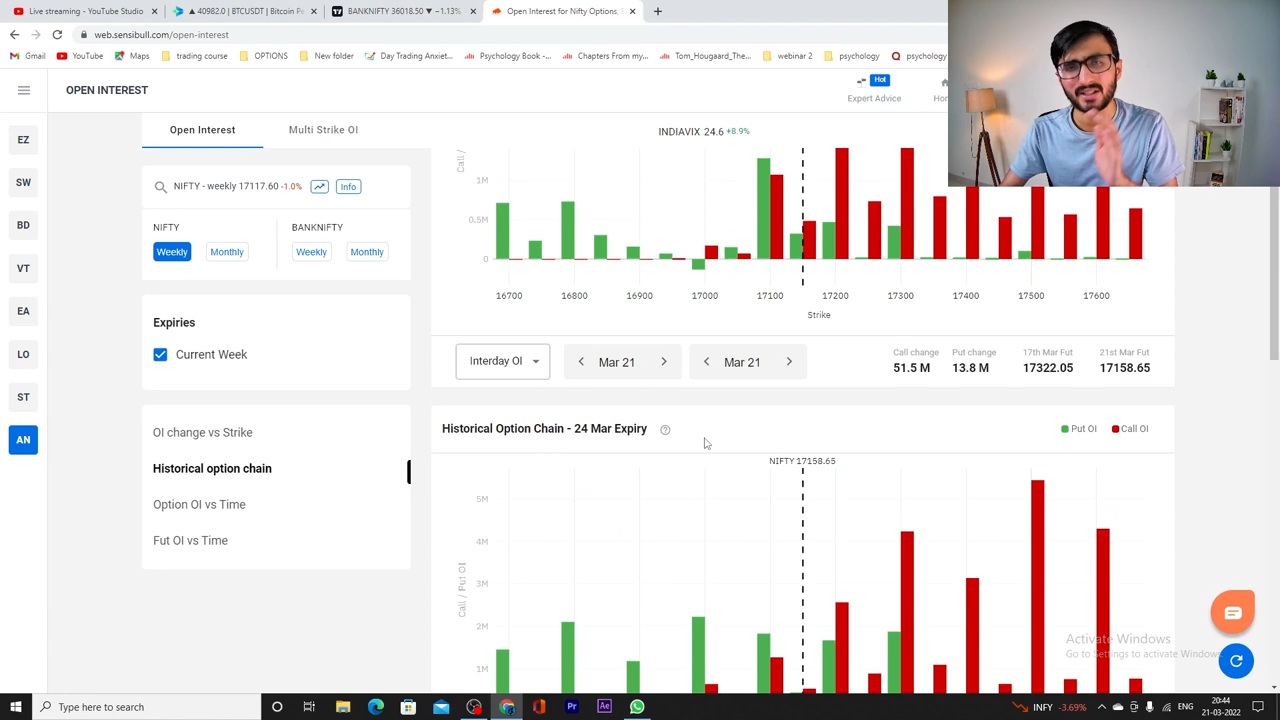 Live streaming - YouTube Studio
▲ 40982.0 | BTCUSDT | Bitcoin Pe
BANKNIFTY 36018.50 ▼ −1.13%
Open Interest for Nifty Options,
web.sensibull.com/open-interest
Gmail
YouTube
Maps
trading course
OPTIONS
New folder
Day Trading Anxiet...
Psychology Book -...
Chapters From my...
Tom_Hougaard_The...
webinar 2
psychology
psychology
OPEN INTEREST
Hot
Expert Advice
EZ
SW
BD
VT
EA
LO
ST
AN
Open Interest
Multi Strike OI
NIFTY - weekly 17117.60 -1.0%
Info
NIFTY
BANKNIFTY
Weekly
Monthly
Weekly
Monthly
Expiries
Current Week
OI change vs Strike
Historical option chain
Option OI vs Time
Fut OI vs Time
INDIAVIX 24.6 +8.9%
Call /
1M
0.5M
0
16700 16800 16900 17000 17100 17200 17300 17400 17500 17600
Strike
Interday OI
Mar 21
Mar 21
Call change
51.5 M
Put change
13.8 M
17th Mar Fut
17322.05
21st Mar Fut
17158.65
Historical Option Chain - 24 Mar Expiry
Put OI
Call OI
NIFTY 17158.65
Call / Put OI
5M
4M
3M
2M
1M
Activate Windows
Go to Settings to activate Windows.
Type here to search
INFY -3.69%
ENG
20:44
21-03-2022